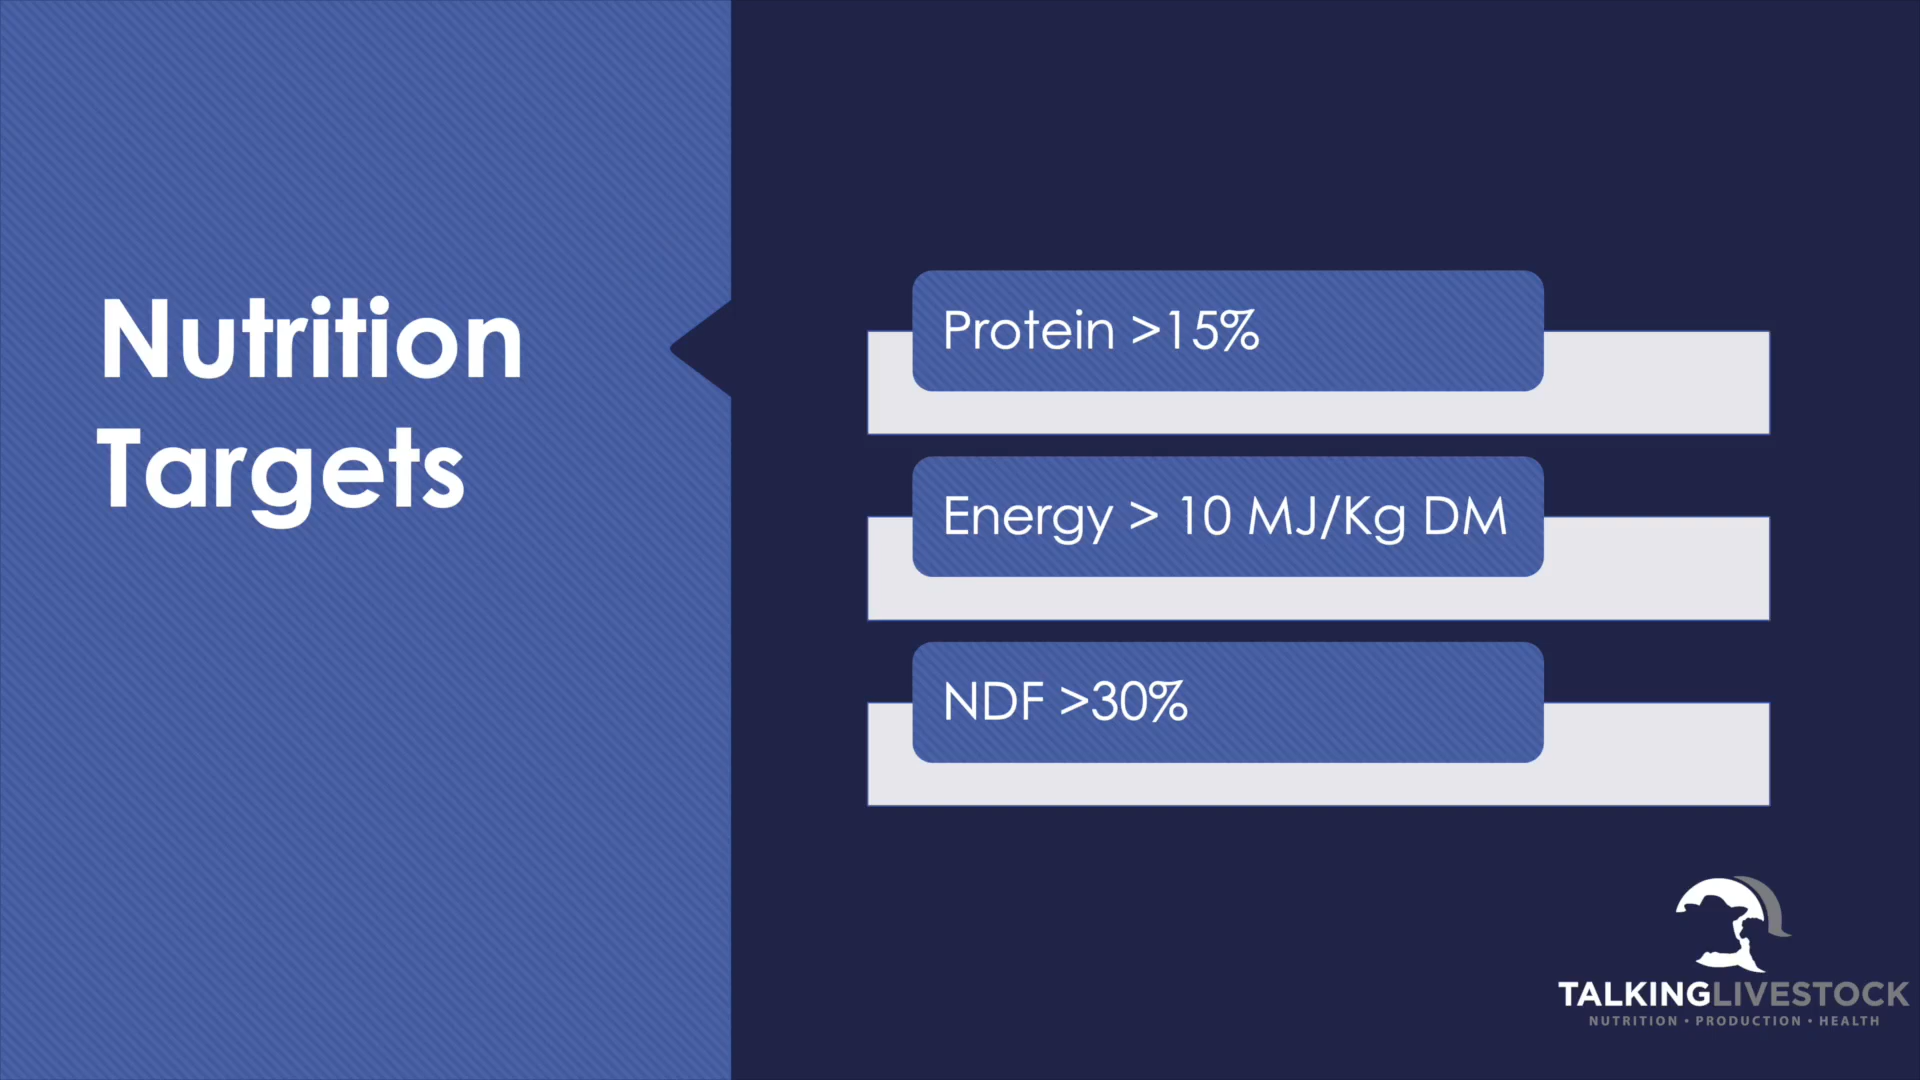 Nutrition
Targets
Protein >15%
Energy > 10 MJ/Kg DM
NDF >30%
TALKINGLIVESTOCK
NUTRITION • PRODUCTION • HEALTH